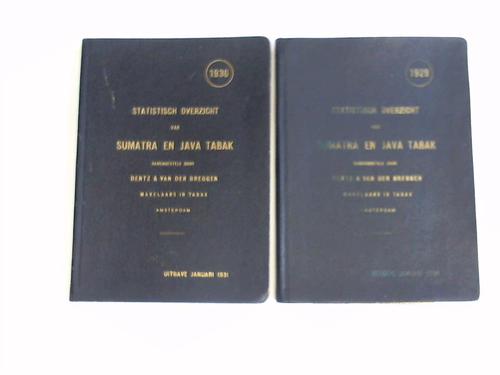 1930
STATISTISCH OVERZICHT
VAN
SUMATRA EN JAVA TABAK
SAMENGESTELD DOOR
DENTZ & VAN DER BREGGEN
MAKELAARS IN TABAK
AMSTERDAM
UITGAVE JANUARI 1931
1929
STATISTISCH OVERZICHT
VAN
SUMATRA EN JAVA TABAK
SAMENGESTELD DOOR
DENTZ & VAN DER BREGGEN
MAKELAARS IN TABAK
AMSTERDAM
UITGAVE JANUARI